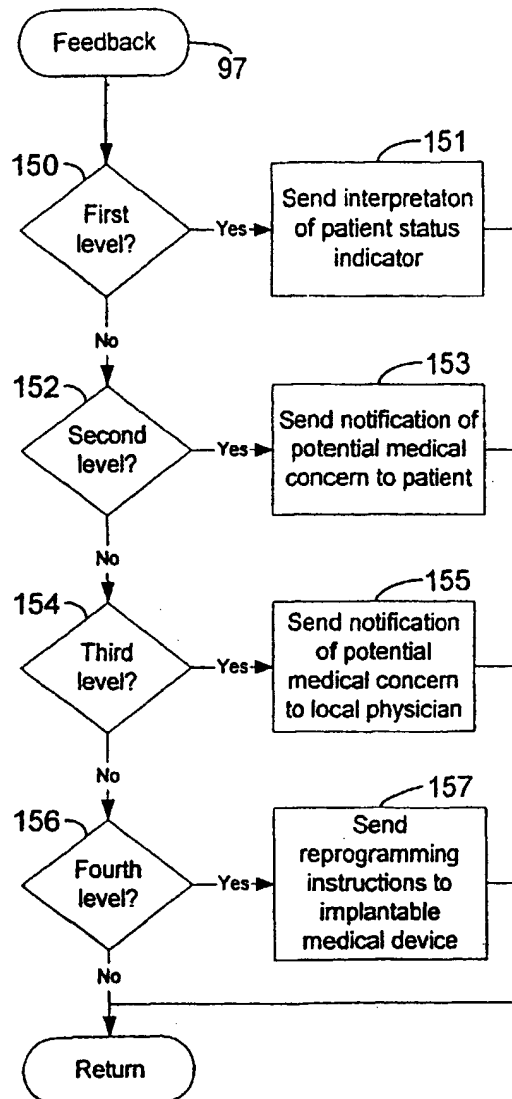 Feedback
97
150
First
level?
Yes
151
Send interpretaton
of patient status
indicator
No
152
Second
level?
Yes
153
Send notification of
potential medical
concern to patient
No
154
Third
level?
Yes
155
Send notification
of potential
medical concern
to local physician
No
156
Fourth
level?
Yes
157
Send
reprogramming
instructions to
implantable
medical device
No
Return